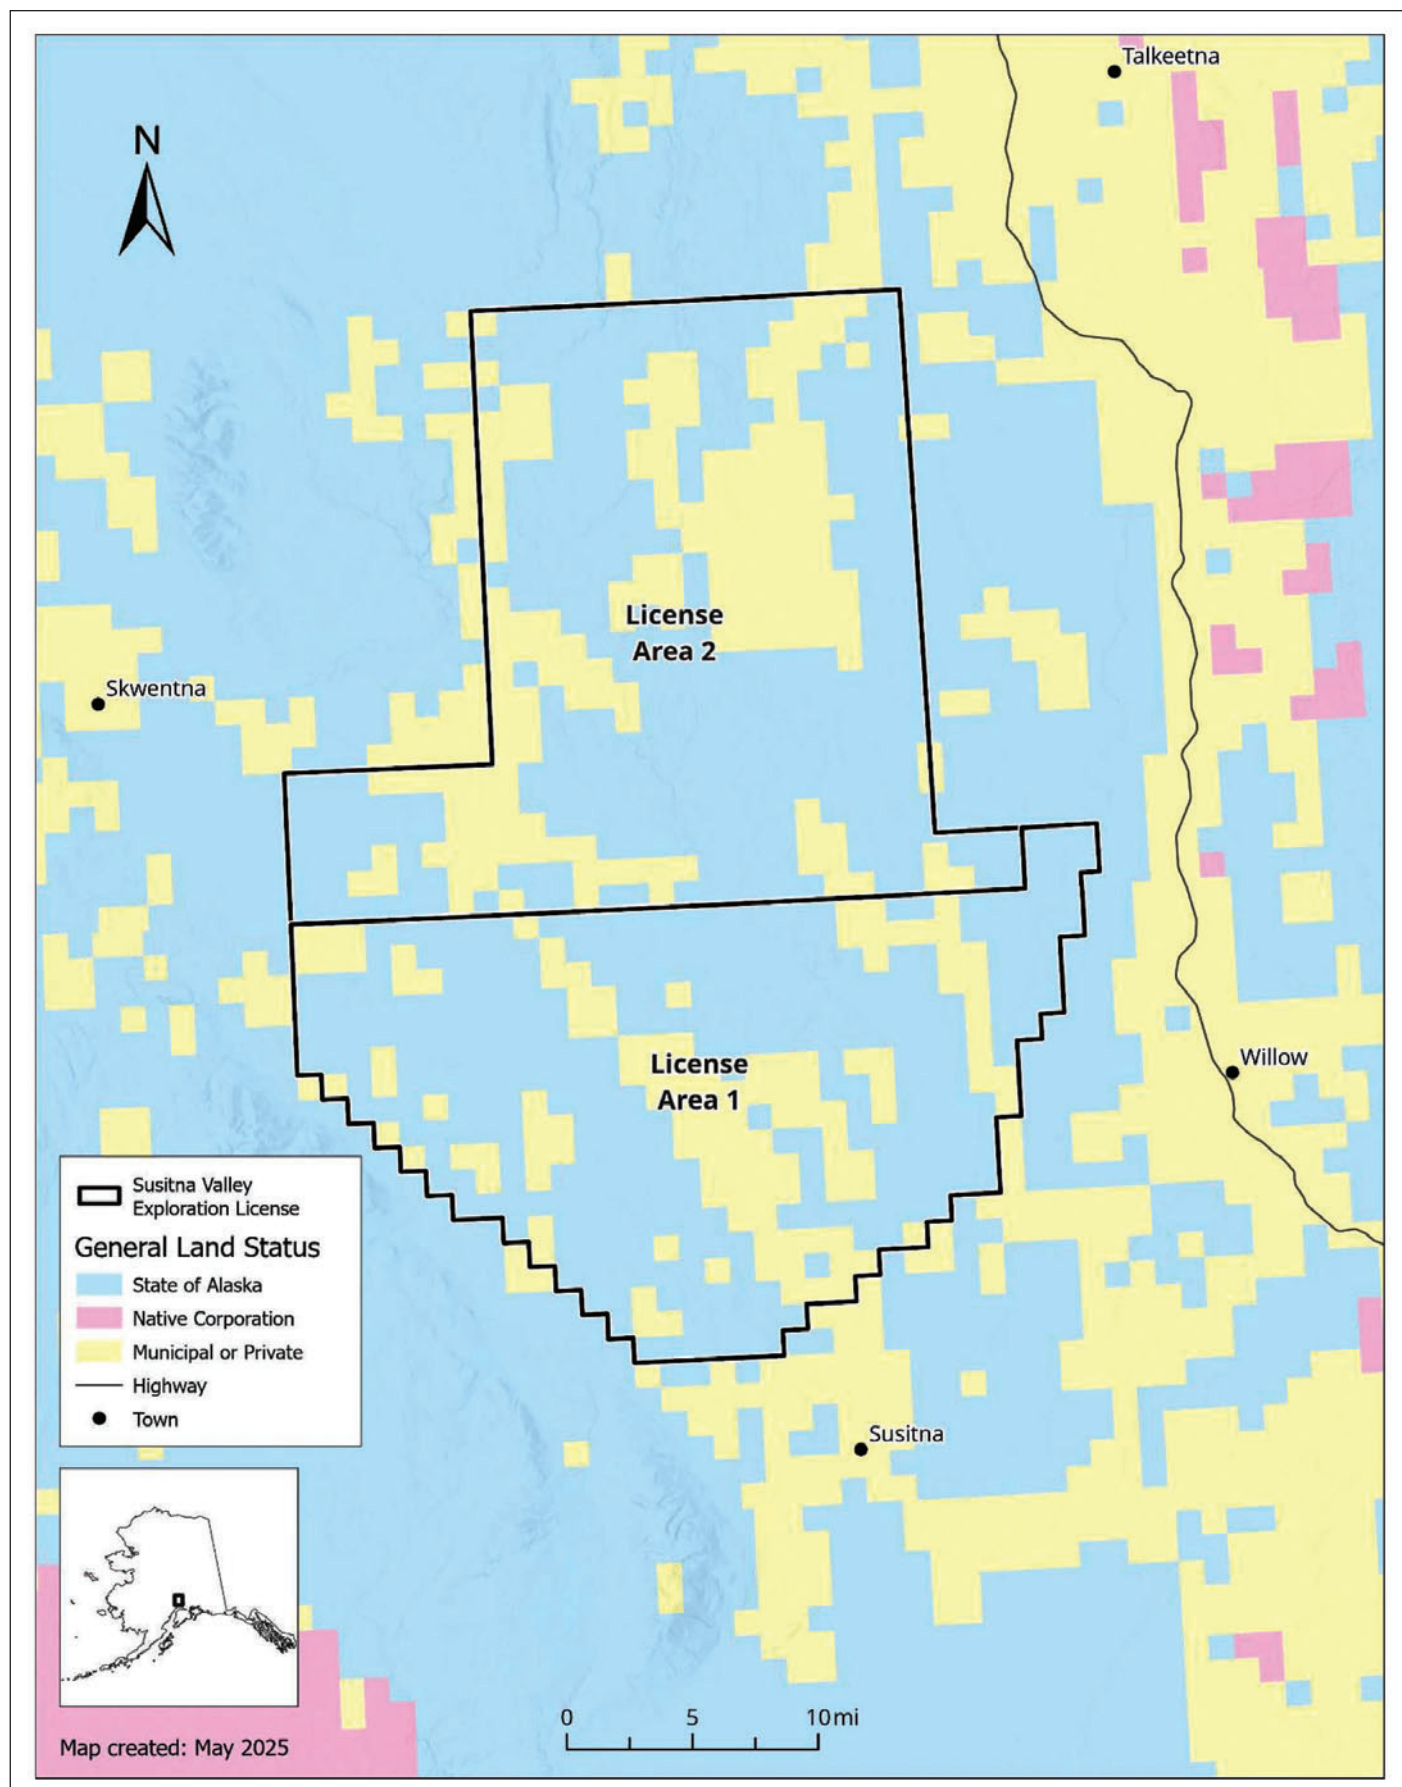 Talkeetna
N
License
Area 2
Skwentna
License
Area 1
Willow
Susitna Valley
Exploration License
General Land Status
State of Alaska
Native Corporation
Municipal or Private
Highway
Town
Susitna
0 5 10 mi
Map created: May 2025